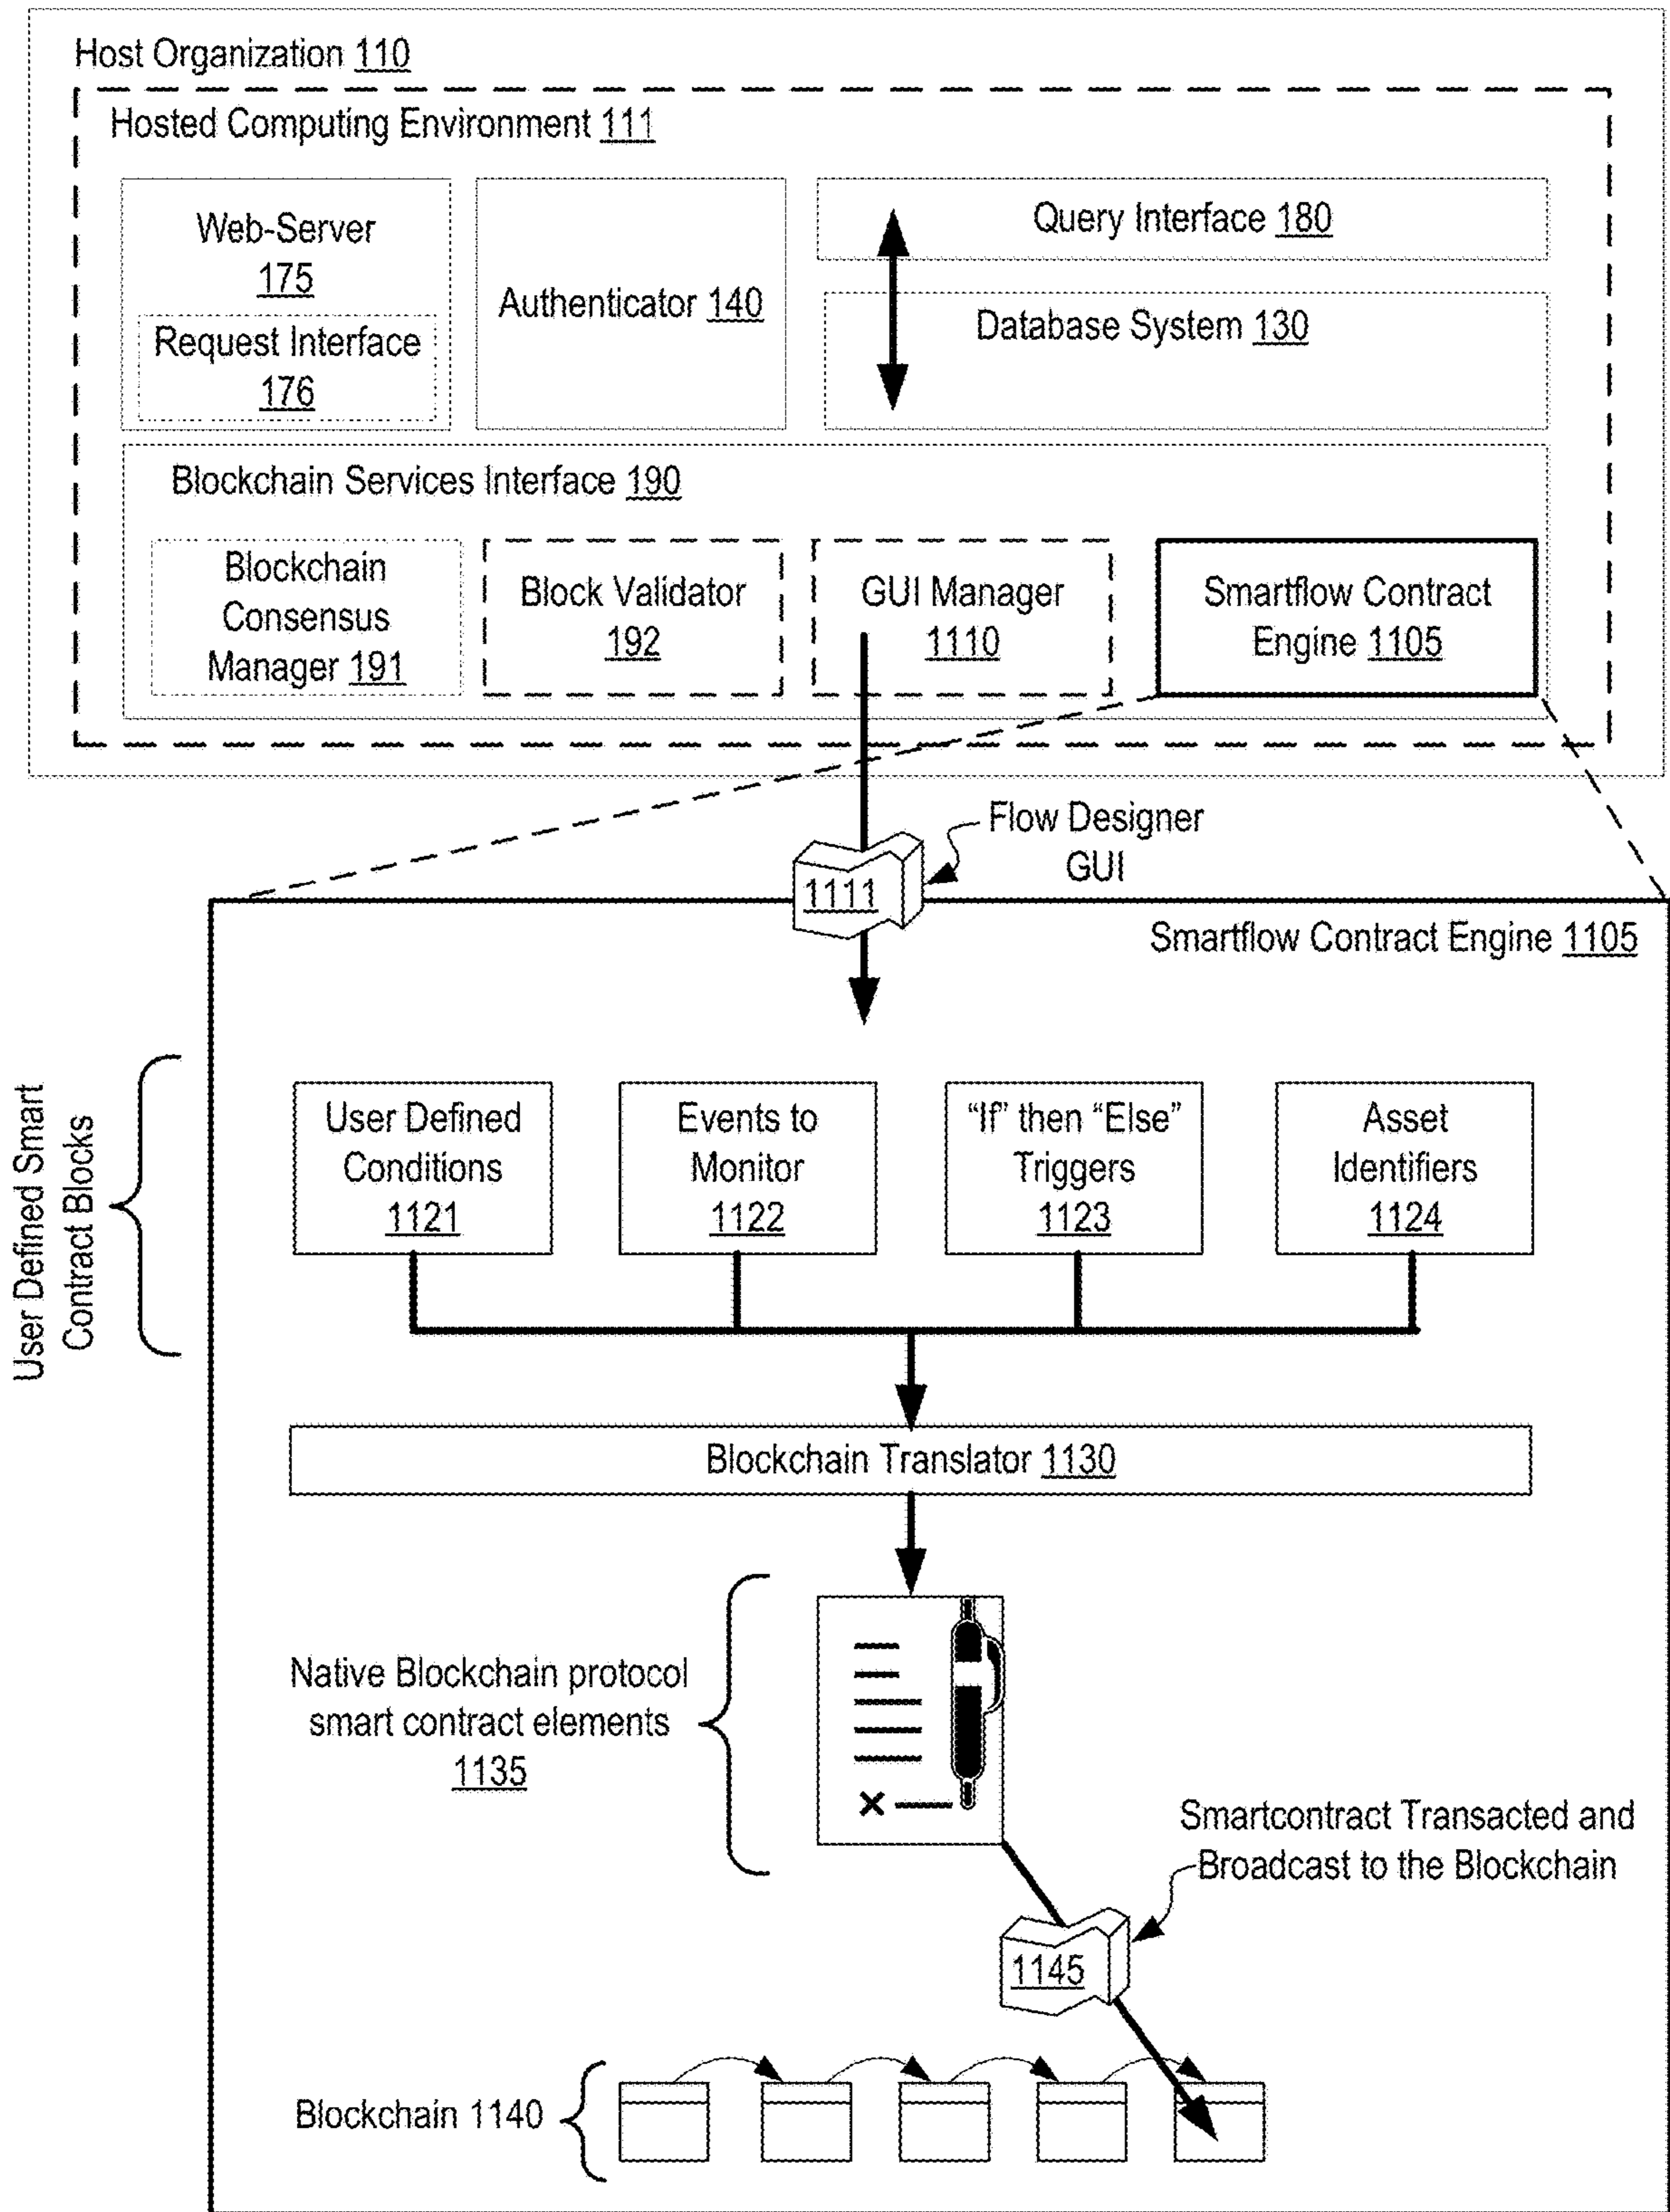 Host Organization 110
Hosted Computing Environment 111
Web-Server
175
Request Interface
176
Authenticator 140
Query Interface 180
Database System 130
Blockchain Services Interface 190
Blockchain
Consensus
Manager 191
Block Validator
192
GUI Manager
1110
Smartflow Contract
Engine 1105
Flow Designer
GUI
1111
Smartflow Contract Engine 1105
User Defined Smart
Contract Blocks
User Defined
Conditions
1121
Events to
Monitor
1122
“If” then “Else”
Triggers
1123
Asset
Identifiers
1124
Blockchain Translator 1130
Native Blockchain protocol
smart contract elements
1135
Smartcontract Transacted and
Broadcast to the Blockchain
1145
Blockchain 1140